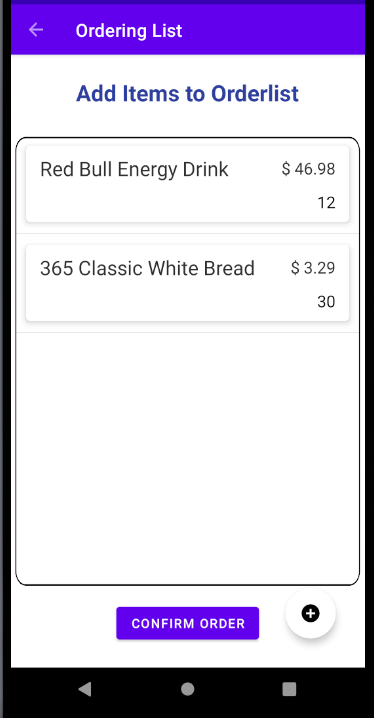 Ordering List
Add Items to Orderlist
Red Bull Energy Drink $ 46.98
12
365 Classic White Bread $ 3.29
30
CONFIRM ORDER